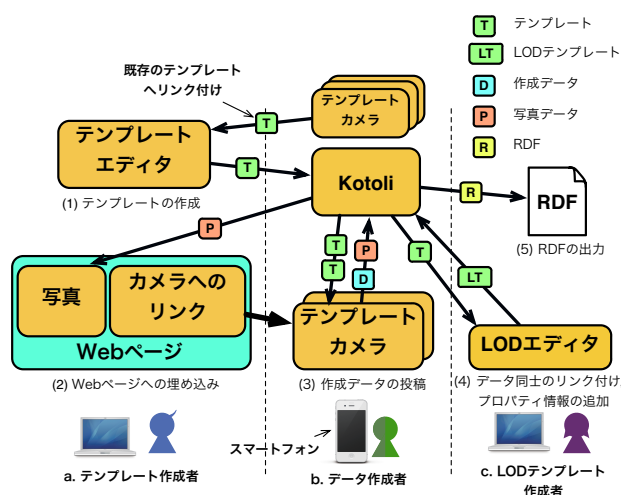 T テンプレート
LT LODテンプレート
D 作成データ
P 写真データ
R RDF
既存のテンプレート
へリンク付け
T
テンプレート
カメラ
テンプレート
エディタ
T
(1) テンプレートの作成
Kotoli
R
RDF
(5) RDFの出力
P
T
T
P
D
T
LT
写真
カメラへの
リンク
Webページ
(2) Webページへの埋め込み
テンプレート
カメラ
(3) 作成データの投稿
LODエディタ
(4) データ同士のリンク付け,
プロパティ情報の追加
スマートフォン
a. テンプレート作成者
b. データ作成者
c. LODテンプレート
作成者